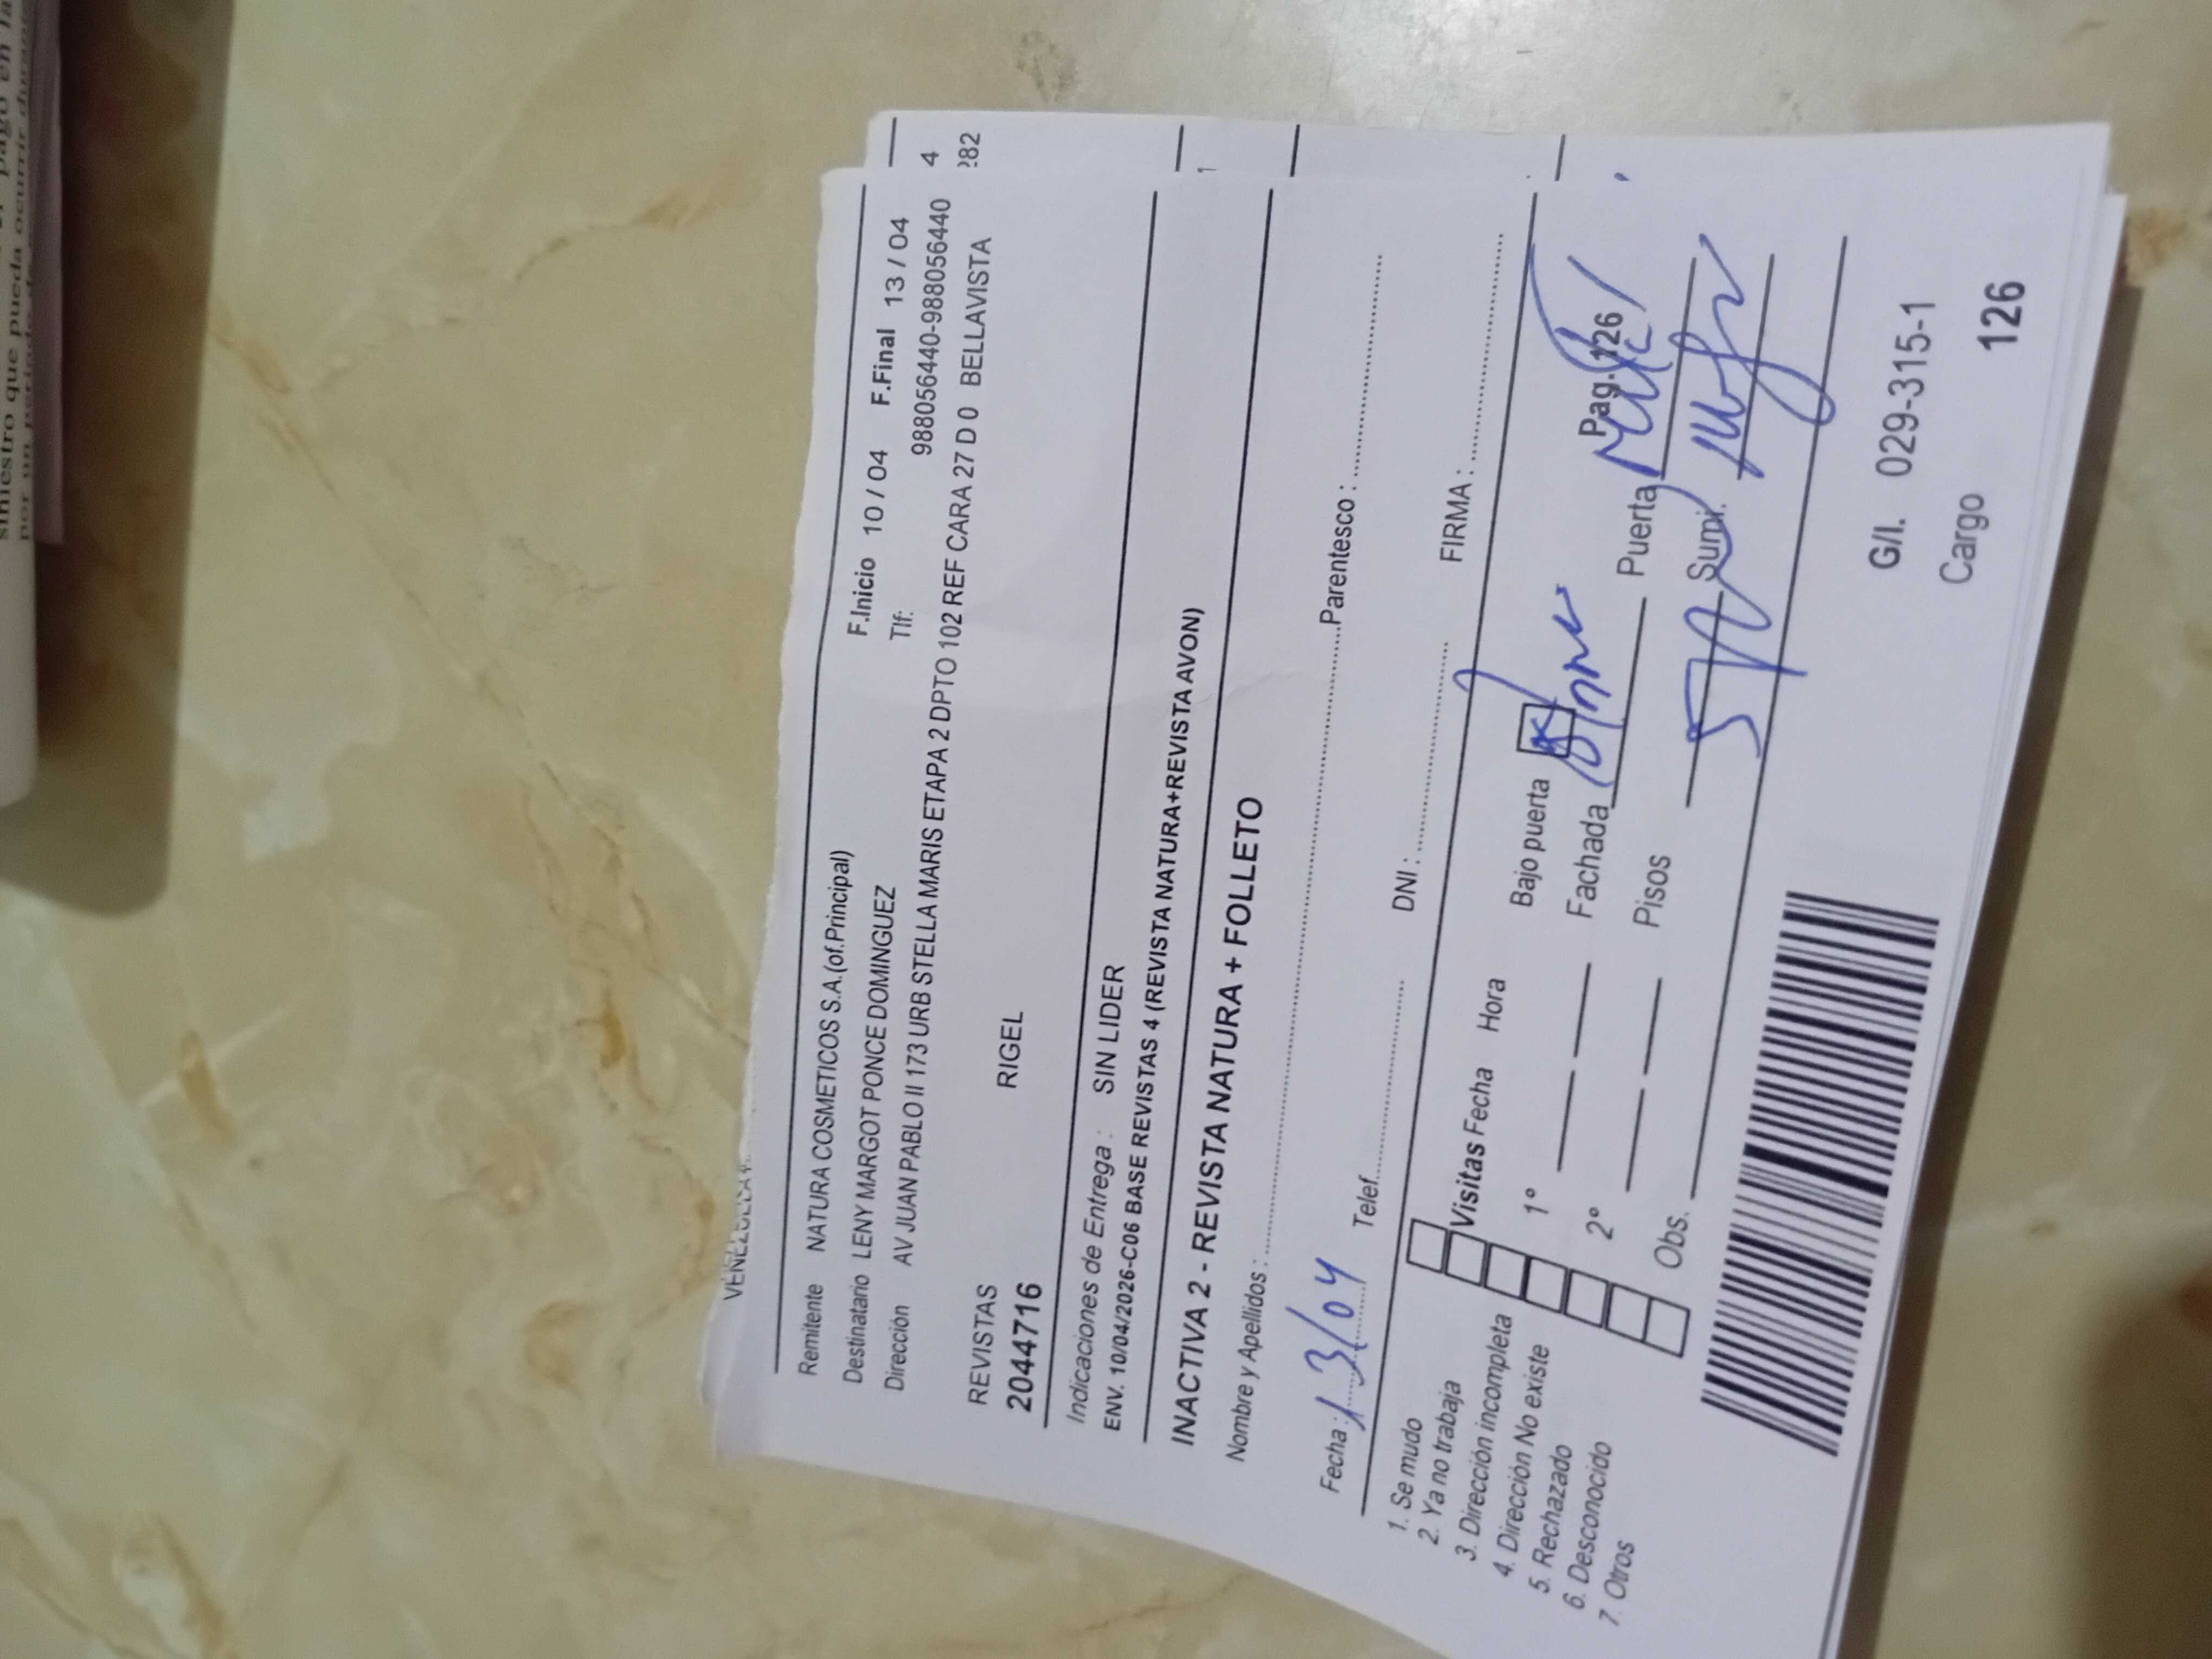 Remitente NATURA COSMETICOS S.A.(of.Principal) F.Inicio 10 / 04 F.Final 13 / 04
Destinatario LENY MARGOT PONCE DOMINGUEZ Tlf: 988056440-988056440
Dirección AV JUAN PABLO II 173 URB STELLA MARIS ETAPA 2 DPTO 102 REF CARA 27 D 0 BELLAVISTA
REVISTAS RIGEL
2044716
Indicaciones de Entrega : SIN LIDER
ENV. 10/04/2026-C06 BASE REVISTAS 4 (REVISTA NATURA+REVISTA AVON)
INACTIVA 2 - REVISTA NATURA + FOLLETO
Nombre y Apellidos : Parentesco :
Fecha : 13/04 Telef. DNI : FIRMA :
1. Se mudo
2. Ya no trabaja
3. Dirección incompleta
4. Dirección No existe
5. Rechazado
6. Desconocido
7. Otros
Visitas Fecha Hora
1°
2°
Obs.
Bajo puerta Pag. 126
Fachada Puerta
Pisos Sumi.
G/I. 029-315-1
Cargo 126
4
282